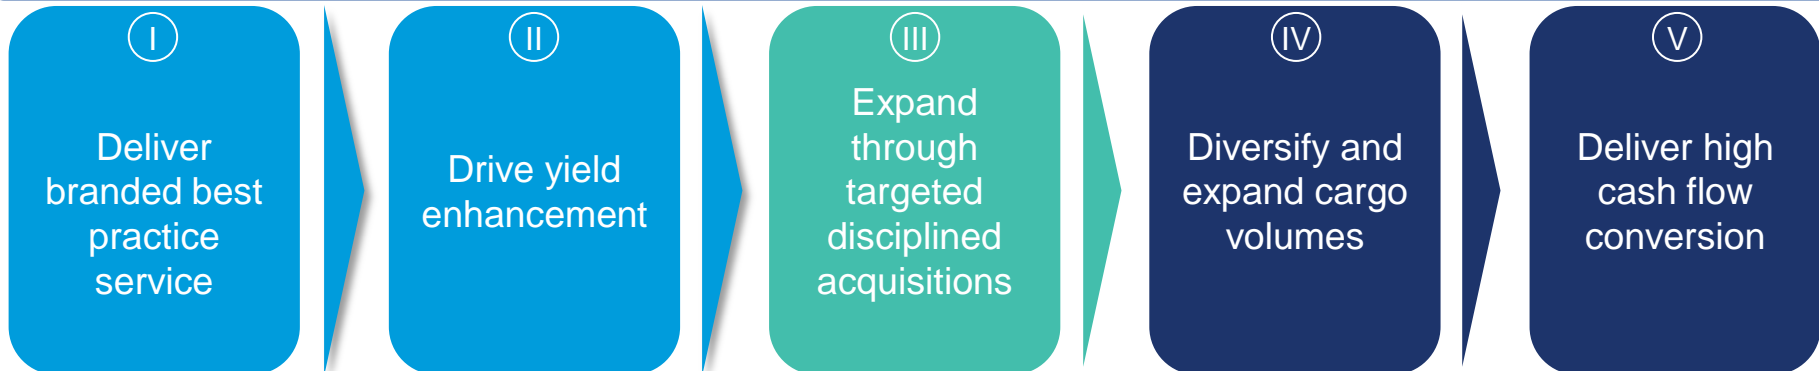 I
Deliver
branded best
practice
service
II
Drive yield
enhancement
III
Expand
through
targeted
disciplined
acquisitions
IV
Diversify and
expand cargo
volumes
V
Deliver high
cash flow
conversion